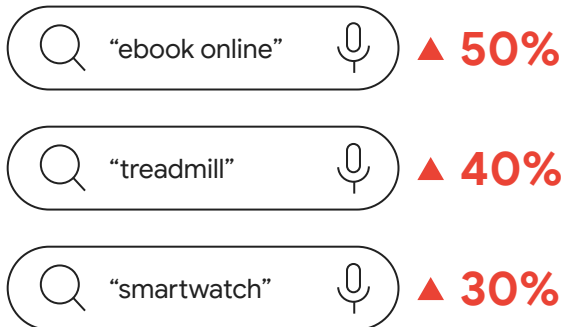 “ebook online” ▲ 50%
“treadmill” ▲ 40%
“smartwatch” ▲ 30%